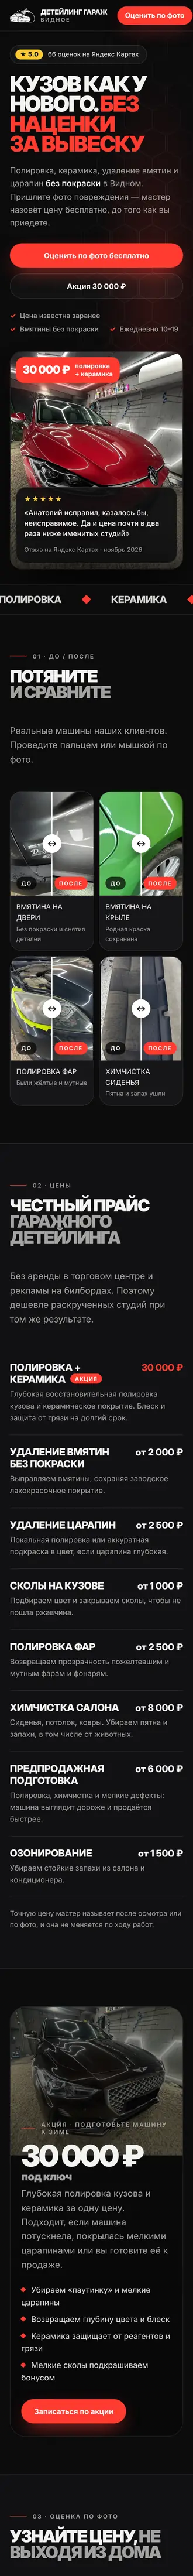 ДЕТЕЙЛИНГ ГАРАЖ
ВИДНОЕ
Оценить по фото
★ 5.0 66 оценок на Яндекс Картах
КУЗОВ КАК У
НОВОГО. БЕЗ
НАЦЕНКИ
ЗА ВЫВЕСКУ
Полировка, керамика, удаление вмятин и
царапин без покраски в Видном.
Пришлите фото повреждения — мастер
назовёт цену бесплатно, до того как вы
приедете.
Оценить по фото бесплатно
Акция 30 000 ₽
✓ Цена известна заранее
✓ Вмятины без покраски ✓ Ежедневно 10–19
30 000 ₽ полировка
+ керамика
★★★★★
«Анатолий исправил, казалось бы,
неисправимое. Да и цена почти в два
раза ниже именитых студий»
Отзыв на Яндекс Картах · ноябрь 2026
ПОЛИРОВКА ◆ КЕРАМИКА ◆
01 · ДО / ПОСЛЕ
ПОТЯНИТЕ
И СРАВНИТЕ
Реальные машины наших клиентов.
Проведите пальцем или мышкой по
фото.
ДО ПОСЛЕ
ВМЯТИНА НА
ДВЕРИ
Без покраски и снятия
деталей
ДО ПОСЛЕ
ВМЯТИНА НА
КРЫЛЕ
Родная краска
сохранена
ДО ПОСЛЕ
ПОЛИРОВКА ФАР
Были жёлтые и мутные
ДО ПОСЛЕ
ХИМЧИСТКА
СИДЕНЬЯ
Пятна и запах ушли
02 · ЦЕНЫ
ЧЕСТНЫЙ ПРАЙС
ГАРАЖНОГО
ДЕТЕЙЛИНГА
Без аренды в торговом центре и
рекламы на билбордах. Поэтому
дешевле раскрученных студий при
том же результате.
ПОЛИРОВКА + 30 000 ₽
КЕРАМИКА АКЦИЯ
Глубокая восстановительная полировка
кузова и керамическое покрытие. Блеск и
защита от грязи на долгий срок.
УДАЛЕНИЕ ВМЯТИН от 2 000 ₽
БЕЗ ПОКРАСКИ
Выправляем вмятины, сохраняя заводское
лакокрасочное покрытие.
УДАЛЕНИЕ ЦАРАПИН от 2 500 ₽
Локальная полировка или аккуратная
подкраска в цвет, если царапина глубокая.
СКОЛЫ НА КУЗОВЕ от 1 000 ₽
Подбираем цвет и закрываем сколы, чтобы не
пошла ржавчина.
ПОЛИРОВКА ФАР от 2 500 ₽
Возвращаем прозрачность пожелтевшим и
мутным фарам и фонарям.
ХИМЧИСТКА САЛОНА от 8 000 ₽
Сиденья, потолок, ковры. Убираем пятна и
запахи, в том числе от животных.
ПРЕДПРОДАЖНАЯ от 6 000 ₽
ПОДГОТОВКА
Полировка, химчистка и мелкие дефекты:
машина выглядит дороже и продаётся
быстрее.
ОЗОНИРОВАНИЕ от 1 500 ₽
Убираем стойкие запахи из салона и
кондиционера.
Точную цену мастер называет после осмотра или
по фото, и она не меняется по ходу работ.
АКЦИЯ · ПОДГОТОВЬТЕ МАШИНУ
К ЗИМЕ
30 000 ₽
ПОД КЛЮЧ
Глубокая полировка кузова и
керамика за одну цену.
Подходит, если машина
потускнела, покрылась мелкими
царапинами или вы готовите её к
продаже.
◆ Убираем «паутинку» и мелкие
царапины
◆ Возвращаем глубину цвета и блеск
◆ Керамика защищает от реагентов и
грязи
◆ Мелкие сколы подкрашиваем
бонусом
Записаться по акции
03 · ОЦЕНКА ПО ФОТО
УЗНАЙТЕ ЦЕНУ, НЕ
ВЫХОДЯ ИЗ ДОМА